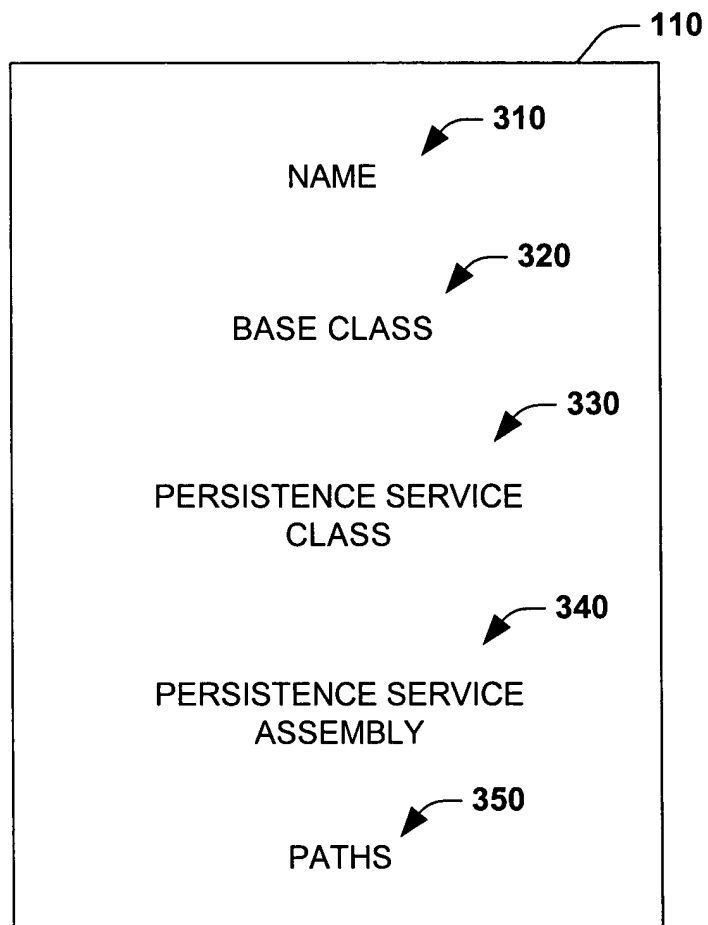 110
310
NAME
320
BASE CLASS
330
PERSISTENCE SERVICE
CLASS
340
PERSISTENCE SERVICE
ASSEMBLY
350
PATHS